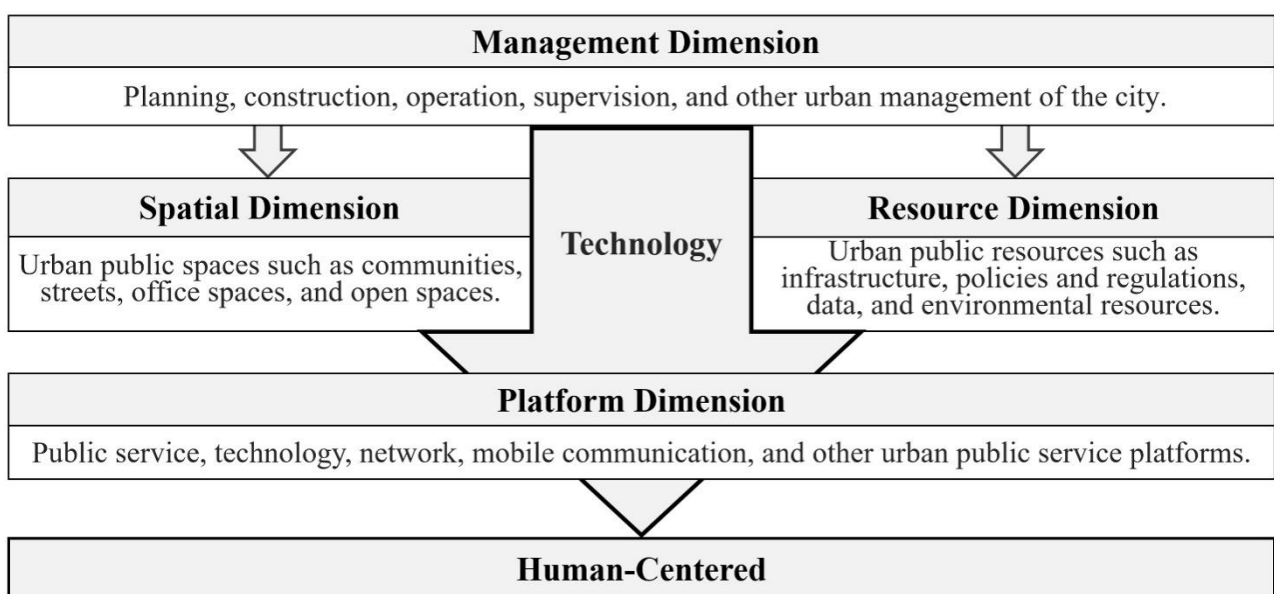 Management Dimension
Planning, construction, operation, supervision, and other urban management of the city.
Spatial Dimension
Urban public spaces such as communities,
streets, office spaces, and open spaces.
Technology
Resource Dimension
Urban public resources such as
infrastructure, policies and regulations,
data, and environmental resources.
Platform Dimension
Public service, technology, network, mobile communication, and other urban public service platforms.
Human-Centered